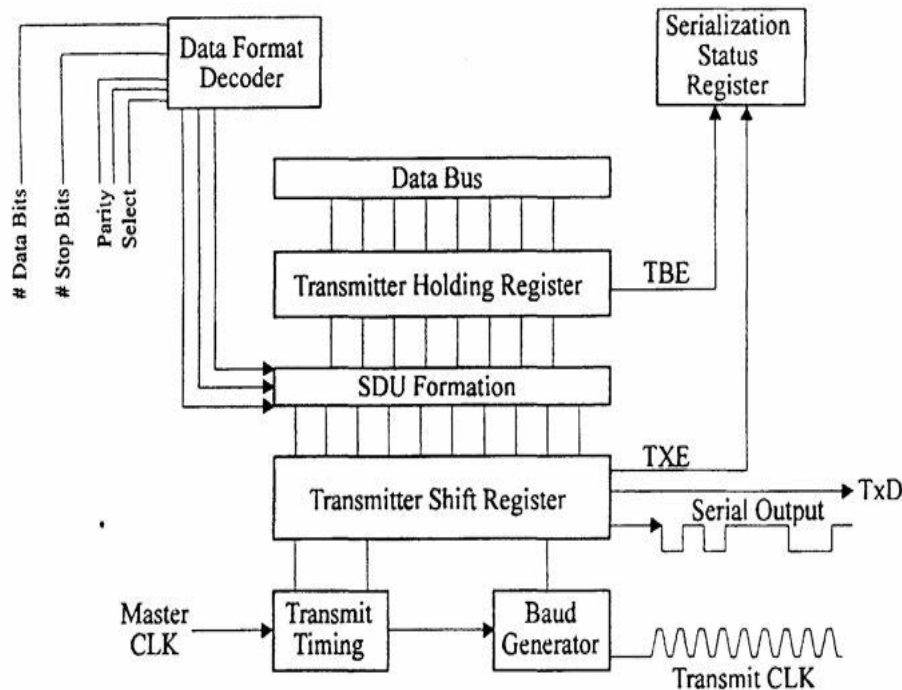 Data Format
Decoder
Serialization
Status
Register
# Data Bits
# Stop Bits
Parity
Select
Data Bus
Transmitter Holding Register
TBE
SDU Formation
Transmitter Shift Register
TXE
TxD
Serial Output
Master
CLK
Transmit
Timing
Baud
Generator
Transmit CLK